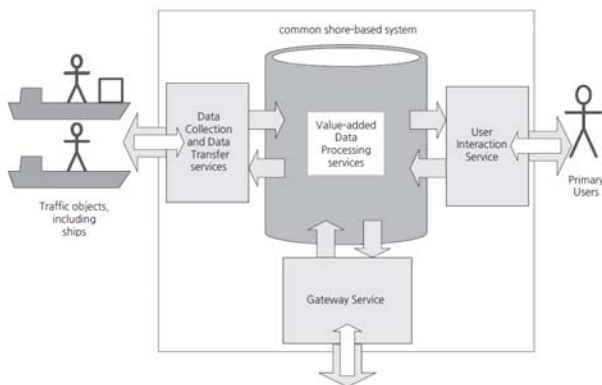 common shore-based system
Data
Collection
and Data
Transfer
services
Value-added
Data
Processing
services
User
Interaction
Service
Primary
Users
Traffic objects,
including
ships
Gateway Service